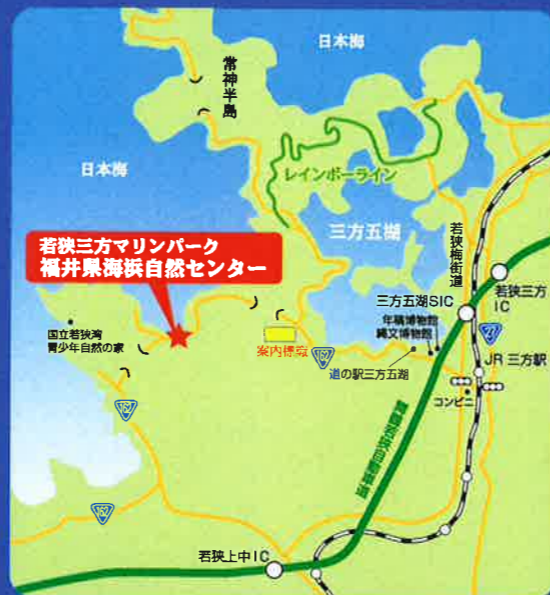 日本海
常神半島
日本海
レインボーライン
三方五湖
若狭梅街道
若狭三方マリンパーク
福井県海浜自然センター
若狭三方
IC
三方五湖SIC
年縞博物館
縄文博物館
27
国立若狭湾
青少年自然の家
案内標識
162
道の駅三方五湖
JR 三方駅
コンビニ
162
舞鶴若狭自動車道
162
若狭上中IC